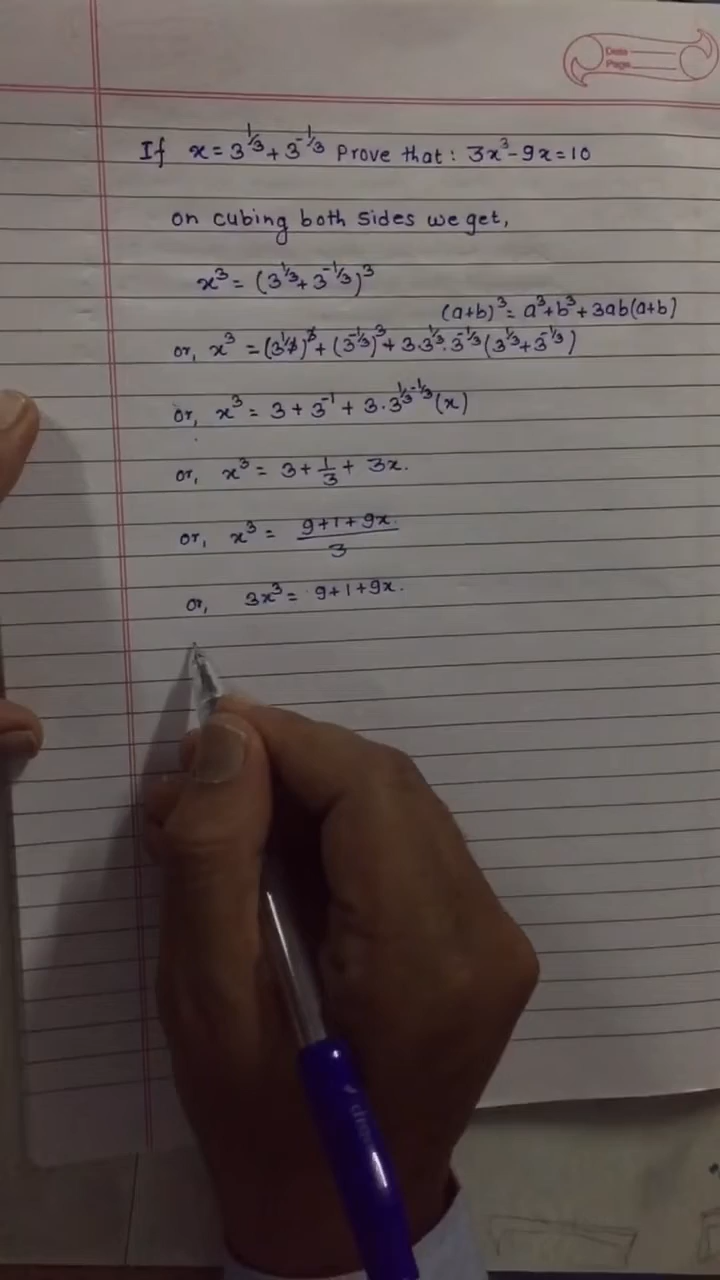 Date
Page
If x = 3^1/3 + 3^-1/3 Prove that : 3x³ - 9x = 10
on cubing both sides we get,
x³ = (3^1/3 + 3^-1/3)³
(a+b)³ = a³+b³+3ab(a+b)
or, x³ = (3^1/3)³ + (3^-1/3)³ + 3.3^1/3.3^-1/3 (3^1/3 + 3^-1/3)
or, x³ = 3 + 3^-1 + 3.3^1/3-1/3 (x)
or, x³ = 3 + 1/3 + 3x.
or, x³ = 9+1+9x. / 3
or, 3x³ = 9+1+9x.